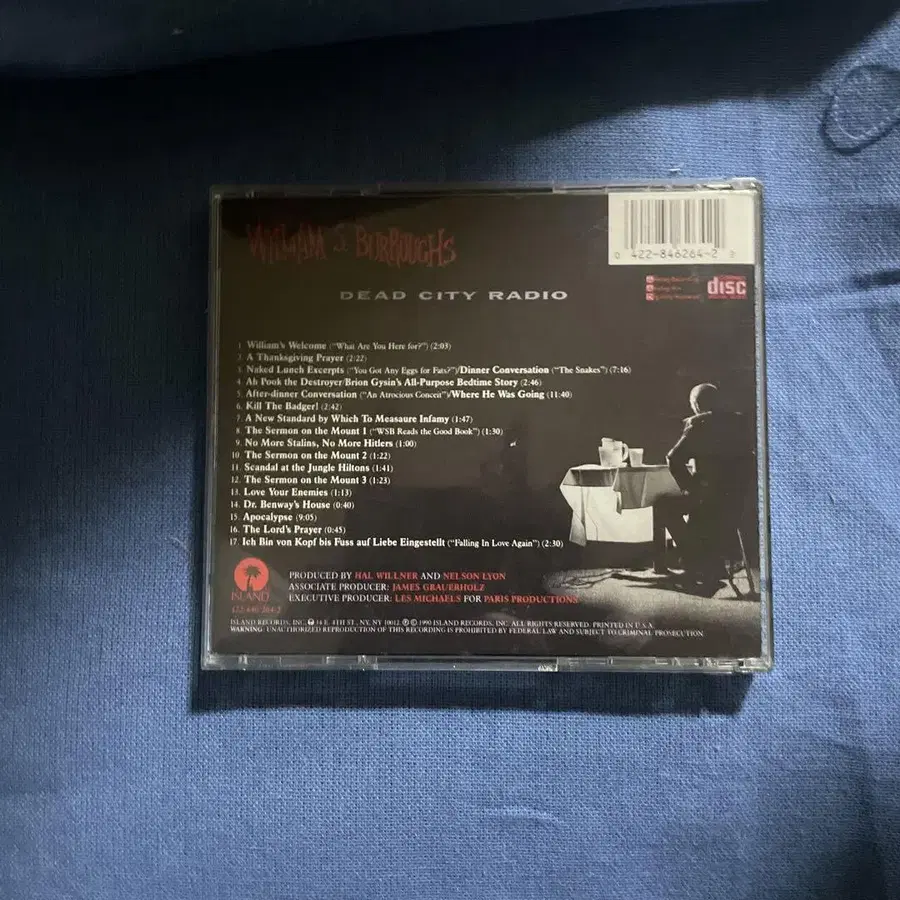 WILLIAM S BURROUGHS
0 422-846264-2 2
DEAD CITY RADIO
disc
1. William's Welcome ("What Are You Here for?") (2:03)
2. A Thanksgiving Prayer (2:22)
3. Naked Lunch Excerpts ("You Got Any Eggs for Fats?")/Dinner Conversation ("The Snakes") (7:16)
4. Ah Pook the Destroyer/Brion Gysin's All-Purpose Bedtime Story (2:46)
5. After-dinner Conversation ("An Atrocious Conceit")/Where He Was Going (11:40)
6. Kill The Badger! (2:42)
7. A New Standard by Which To Measaure Infamy (1:47)
8. The Sermon on the Mount 1 ("WSB Reads the Good Book") (1:30)
9. No More Stalins, No More Hitlers (1:00)
10. The Sermon on the Mount 2 (1:22)
11. Scandal at the Jungle Hiltons (1:41)
12. The Sermon on the Mount 3 (1:23)
13. Love Your Enemies (1:13)
14. Dr. Benway's House (0:40)
15. Apocalypse (9:05)
16. The Lord's Prayer (0:45)
17. Ich Bin von Kopf bis Fuss auf Liebe Eingestellt ("Falling In Love Again") (2:30)
PRODUCED BY HAL WILLNER AND NELSON LYON
ASSOCIATE PRODUCER: JAMES GRAUERHOLZ
EXECUTIVE PRODUCER: LES MICHAELS FOR PARIS PRODUCTIONS
ISLAND
422-846 264-2
ISLAND RECORDS, INC., 14 E. 4TH ST., NY, NY 10012. ℗ © 1990 ISLAND RECORDS, INC. ALL RIGHTS RESERVED. PRINTED IN U.S.A.
WARNING: UNAUTHORIZED REPRODUCTION OF THIS RECORDING IS PROHIBITED BY FEDERAL LAW AND SUBJECT TO CRIMINAL PROSECUTION